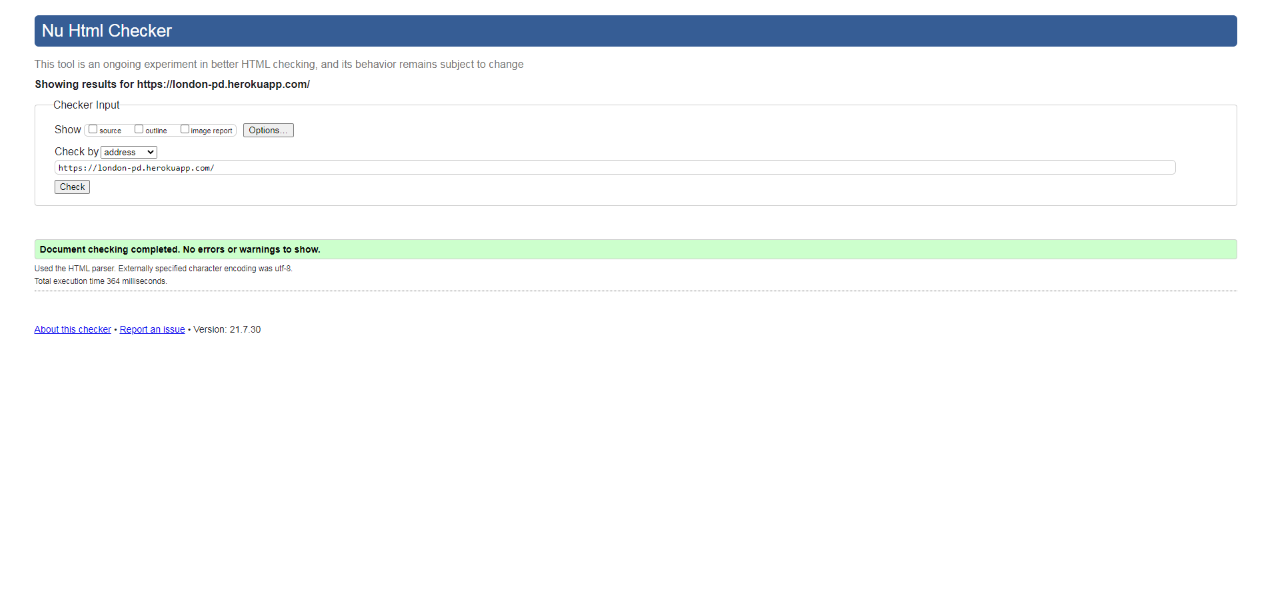 Nu Html Checker
This tool is an ongoing experiment in better HTML checking, and its behavior remains subject to change
Showing results for https://london-pd.herokuapp.com/
Checker Input
Show source outline image report Options...
Check by address
https://london-pd.herokuapp.com/
Check
Document checking completed. No errors or warnings to show.
Used the HTML parser. Externally specified character encoding was utf-8.
Total execution time 364 milliseconds.
About this checker • Report an issue • Version: 21.7.30